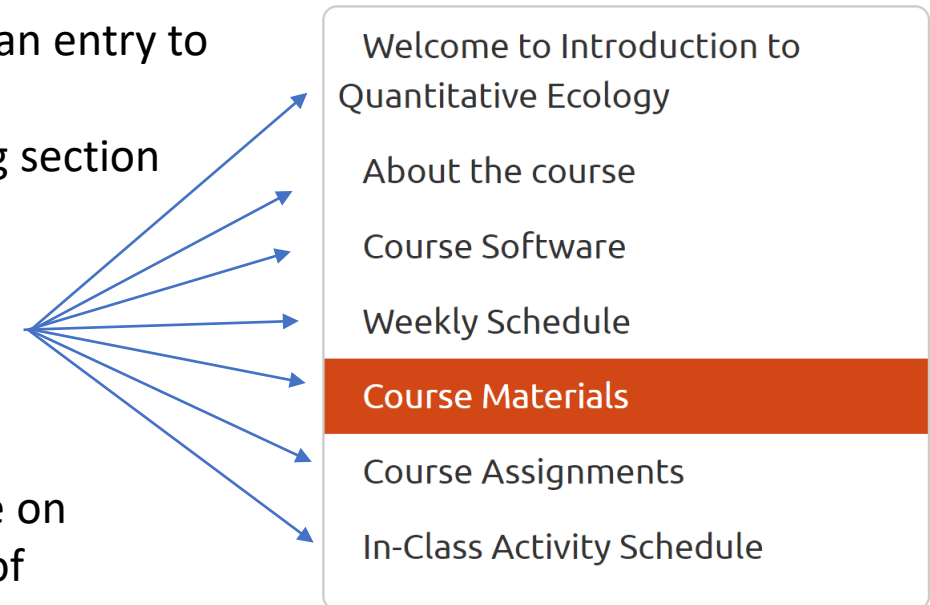 an entry to
section
e on
of
Welcome to Introduction to
Quantitative Ecology
About the course
Course Software
Weekly Schedule
Course Materials
Course Assignments
In-Class Activity Schedule